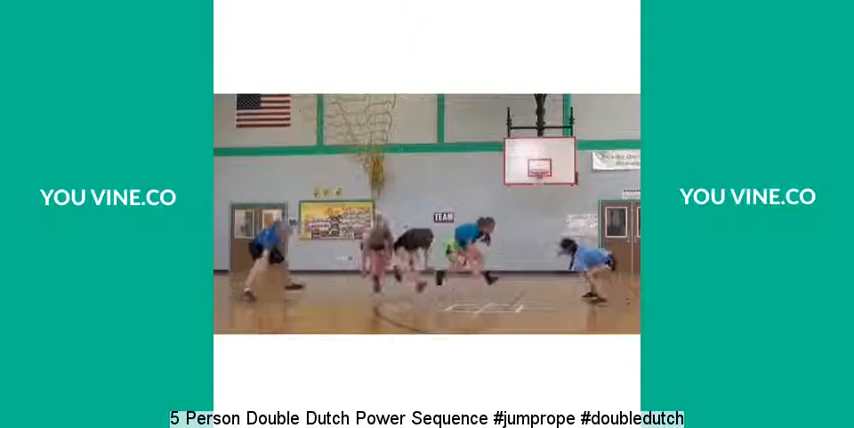 YOU VINE.CO
YOU VINE.CO
TEAM
5 Person Double Dutch Power Sequence #jumprope #doubledutch